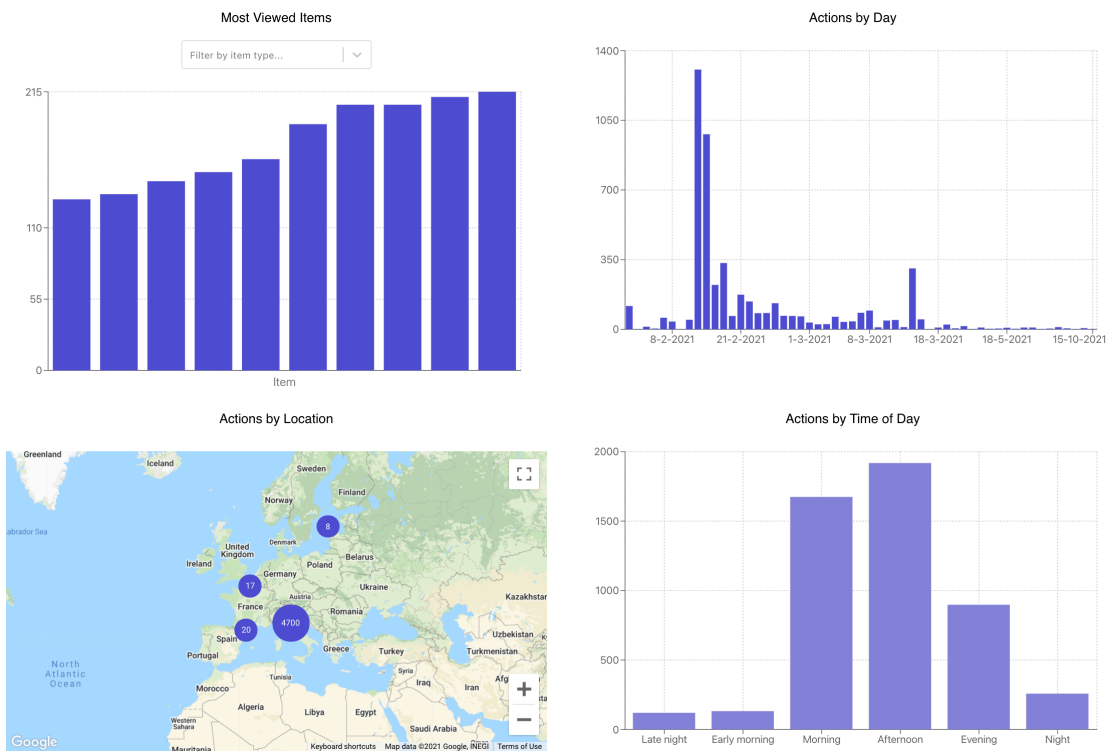 Most Viewed Items
Filter by item type...
215
110
55
0
Item
Actions by Day
1400
1050
700
350
0
8-2-2021 21-2-2021 1-3-2021 8-3-2021 18-3-2021 18-5-2021 15-10-2021
Actions by Location
Greenland
Iceland
Sweden
Finland
Norway
abrador Sea
8
United
Kingdom
Denmark
Ireland
Belarus
Poland
Germany
17
Ukraine
Kazakhstan
Austria
France
Romania
4700
20
Spain
Uzbekistan
Portugal
Greece
Turkey
Turkmenistan
North
Atlantic
Ocean
Tunisia
Syria
Morocco
Iraq
Iran
Algeria
Libya
Egypt
Western
Sahara
Saudi Arabia
Mauritania
Google
Keyboard shortcuts Map data ©2021 Google, INEGI Terms of Use
Actions by Time of Day
2000
1500
1000
500
0
Late night Early morning Morning Afternoon Evening Night